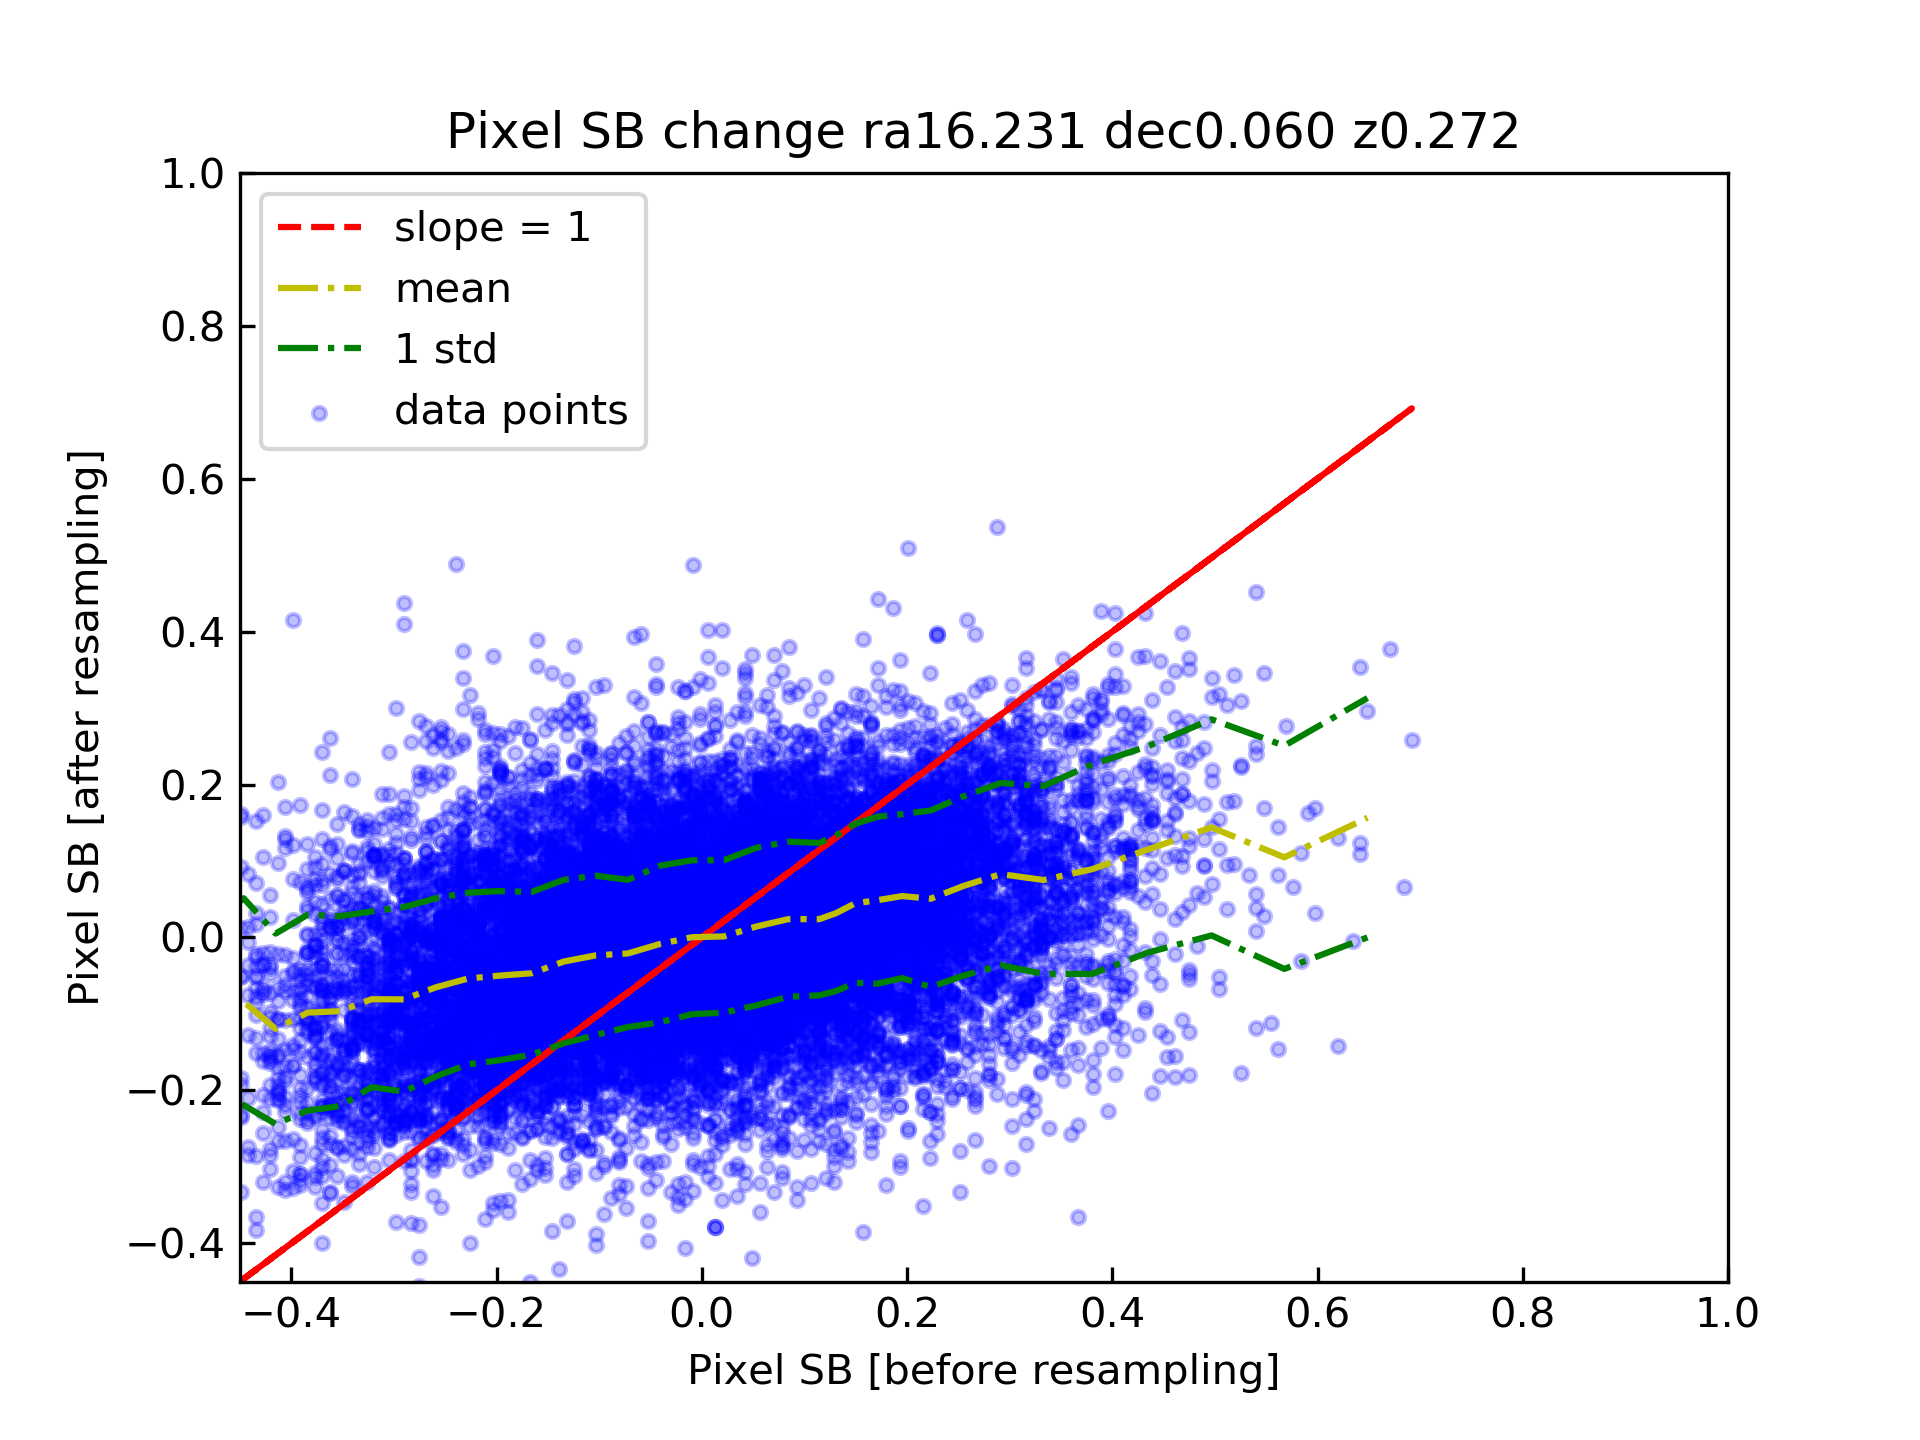 Pixel SB change ra16.231 dec0.060 z0.272
1.0
0.8
0.6
0.4
0.2
0.0
−0.2
−0.4
Pixel SB [after resampling]
slope = 1
mean
1 std
data points
−0.4 −0.2 0.0 0.2 0.4 0.6 0.8 1.0
Pixel SB [before resampling]